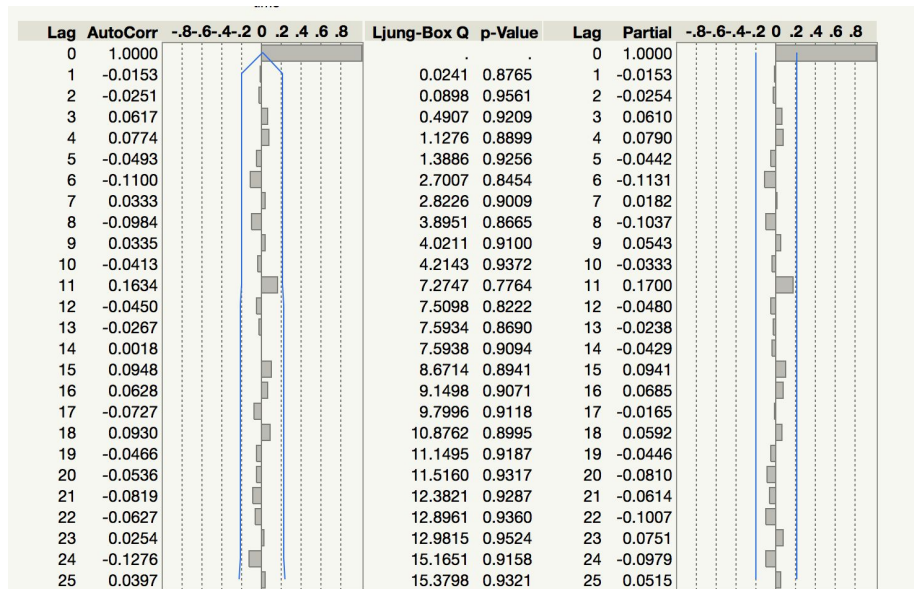 Lag AutoCorr -.8-.6-.4-.2 0 .2 .4 .6 .8 Ljung-Box Q p-Value Lag Partial -.8-.6-.4-.2 0 .2 .4 .6 .8
0 1.0000 . . 0 1.0000
1 -0.0153 0.0241 0.8765 1 -0.0153
2 -0.0251 0.0898 0.9561 2 -0.0254
3 0.0617 0.4907 0.9209 3 0.0610
4 0.0774 1.1276 0.8899 4 0.0790
5 -0.0493 1.3886 0.9256 5 -0.0442
6 -0.1100 2.7007 0.8454 6 -0.1131
7 0.0333 2.8226 0.9009 7 0.0182
8 -0.0984 3.8951 0.8665 8 -0.1037
9 0.0335 4.0211 0.9100 9 0.0543
10 -0.0413 4.2143 0.9372 10 -0.0333
11 0.1634 7.2747 0.7764 11 0.1700
12 -0.0450 7.5098 0.8222 12 -0.0480
13 -0.0267 7.5934 0.8690 13 -0.0238
14 0.0018 7.5938 0.9094 14 -0.0429
15 0.0948 8.6714 0.8941 15 0.0941
16 0.0628 9.1498 0.9071 16 0.0685
17 -0.0727 9.7996 0.9118 17 -0.0165
18 0.0930 10.8762 0.8995 18 0.0592
19 -0.0466 11.1495 0.9187 19 -0.0446
20 -0.0536 11.5160 0.9317 20 -0.0810
21 -0.0819 12.3821 0.9287 21 -0.0614
22 -0.0627 12.8961 0.9360 22 -0.1007
23 0.0254 12.9815 0.9524 23 0.0751
24 -0.1276 15.1651 0.9158 24 -0.0979
25 0.0397 15.3798 0.9321 25 0.0515